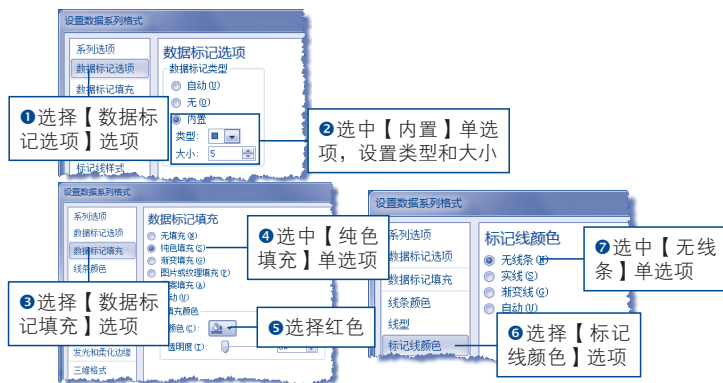 设置数据系列格式
系列选项
数据标记选项
数据标记填充
标记线样式
数据标记选项
数据标记类型
自动(U)
无(O)
内置
类型:
大小: 5
❶选择【数据标
记选项】选项
❷选中【内置】单选
项，设置类型和大小
设置数据系列格式
系列选项
数据标记选项
数据标记填充
线条颜色
发光和柔化边缘
三维格式
数据标记填充
无填充(N)
纯色填充(S)
渐变填充(G)
图片或纹理填充(P)
案填充(A)
动(U)
填充颜色
颜色(C):
透明度(T):
❸选择【数据标
记填充】选项
❹选中【纯色
填充】单选项
❺选择红色
设置数据系列格式
系列选项
数据标记选项
数据标记填充
线条颜色
线型
标记线颜色
标记线颜色
无线条(N)
实线(S)
渐变线(G)
自动(U)
❻选择【标记
线颜色】选项
❼选中【无线
条】单选项